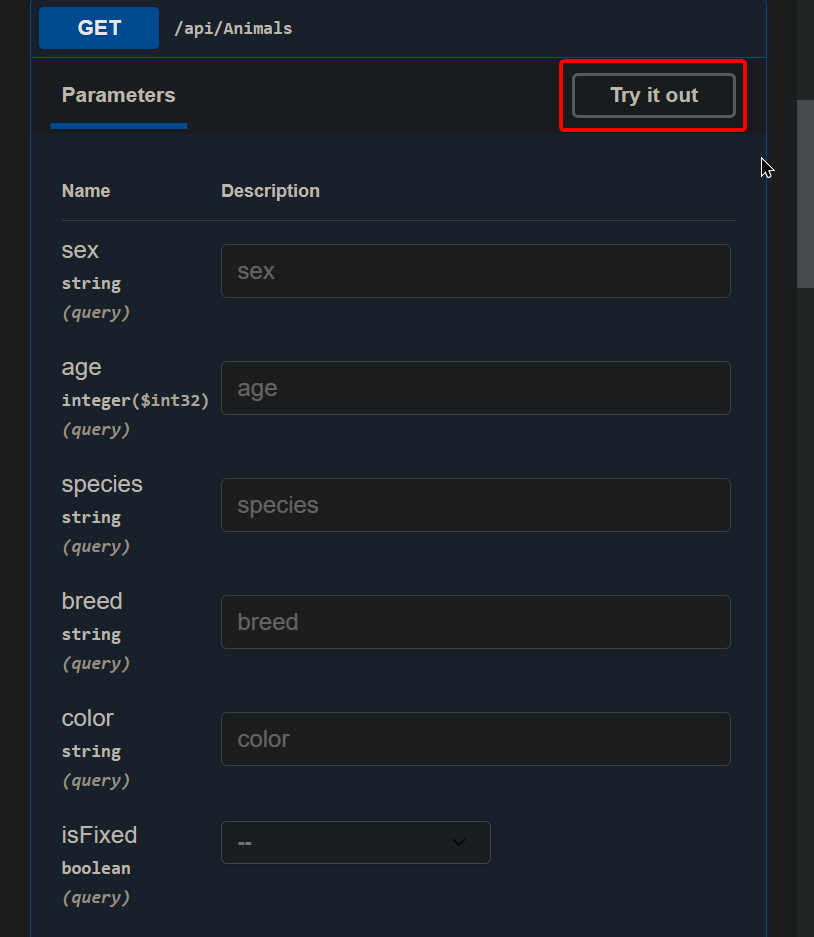 GET /api/Animals
Parameters
Try it out
Name Description
sex
string
(query)
sex
age
integer($int32)
(query)
age
species
string
(query)
species
breed
string
(query)
breed
color
string
(query)
color
isFixed
boolean
(query)
--